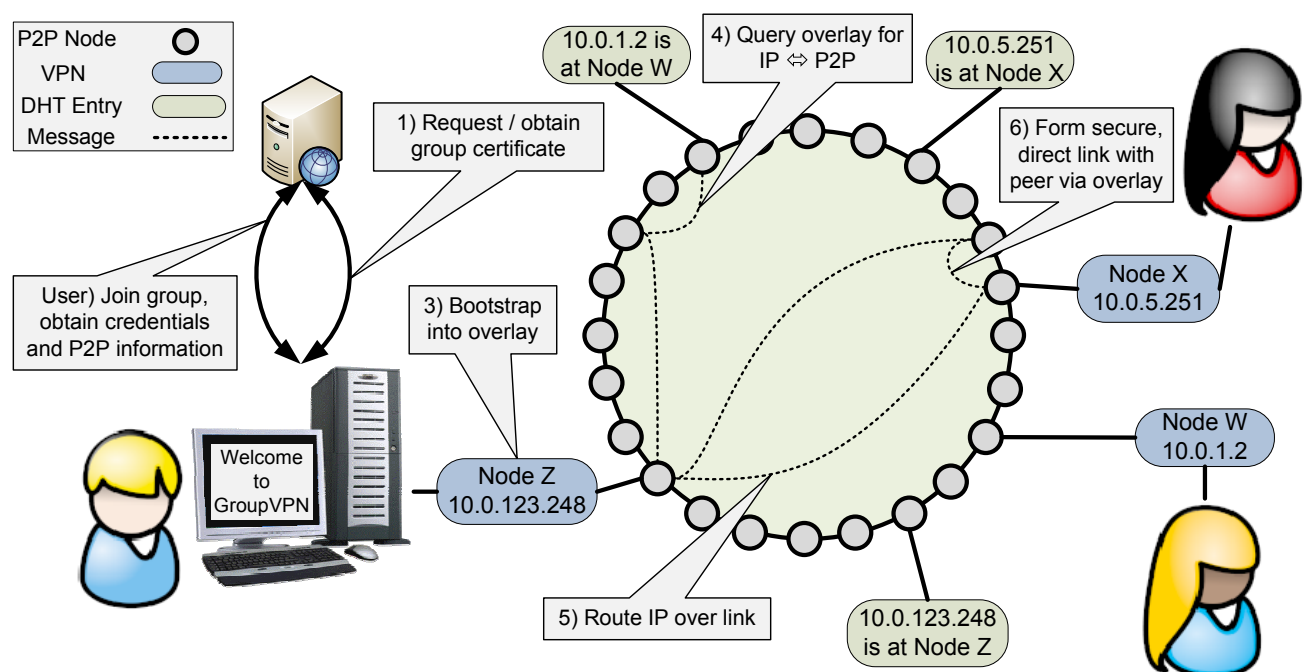 P2P Node
VPN
DHT Entry
Message
1) Request / obtain
group certificate
User) Join group,
obtain credentials
and P2P information
3) Bootstrap
into overlay
Welcome
to
GroupVPN
Node Z
10.0.123.248
10.0.1.2 is
at Node W
4) Query overlay for
IP ⇔ P2P
10.0.5.251
is at Node X
6) Form secure,
direct link with
peer via overlay
Node X
10.0.5.251
Node W
10.0.1.2
5) Route IP over link
10.0.123.248
is at Node Z